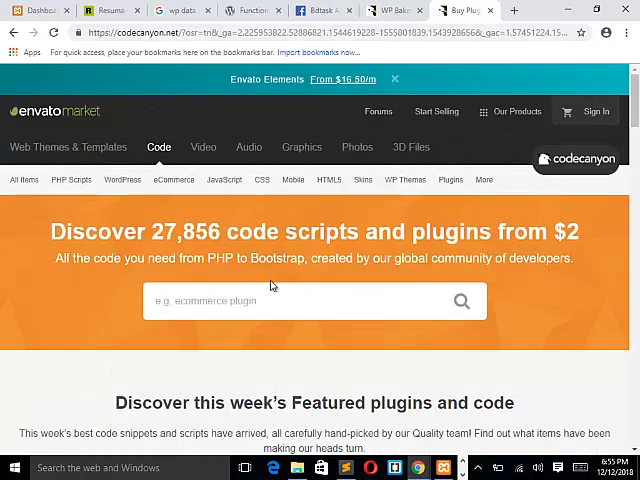 Dashboa
Resuma
wp data
Function
Bdtask A
WP Bake
Buy Plug
https://codecanyon.net/?osr=tn&_ga=2.225953822.52886821.1544619228-1555801839.1543928656&_gac=1.57451224.15...
Apps
For quick access, place your bookmarks here on the bookmarks bar.
Import bookmarks now...
Envato Elements From $16.50/m
envatomarket
Forums
Start Selling
Our Products
Sign In
Web Themes & Templates
Code
Video
Audio
Graphics
Photos
3D Files
codecanyon
All Items
PHP Scripts
WordPress
eCommerce
JavaScript
CSS
Mobile
HTML5
Skins
WP Themes
Plugins
More
Discover 27,856 code scripts and plugins from $2
All the code you need from PHP to Bootstrap, created by our global community of developers.
e.g. ecommerce plugin
Discover this week's Featured plugins and code
This week's best code snippets and scripts have arrived, all carefully hand-picked by our Quality team! Find out what items have been
making our heads turn.
Search the web and Windows
6:55 PM
12/12/2018